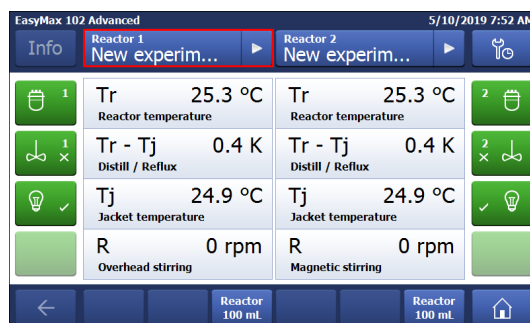 EasyMax 102 Advanced 5/10/2019 7:52 AM
Info
Reactor 1
New experim...
Reactor 2
New experim...
1
Tr 25.3 °C
Reactor temperature
Tr 25.3 °C
Reactor temperature
2
1
Tr - Tj 0.4 K
Distill / Reflux
Tr - Tj 0.4 K
Distill / Reflux
2
Tj 24.9 °C
Jacket temperature
Tj 24.9 °C
Jacket temperature
R 0 rpm
Overhead stirring
R 0 rpm
Magnetic stirring
Reactor
100 mL
Reactor
100 mL